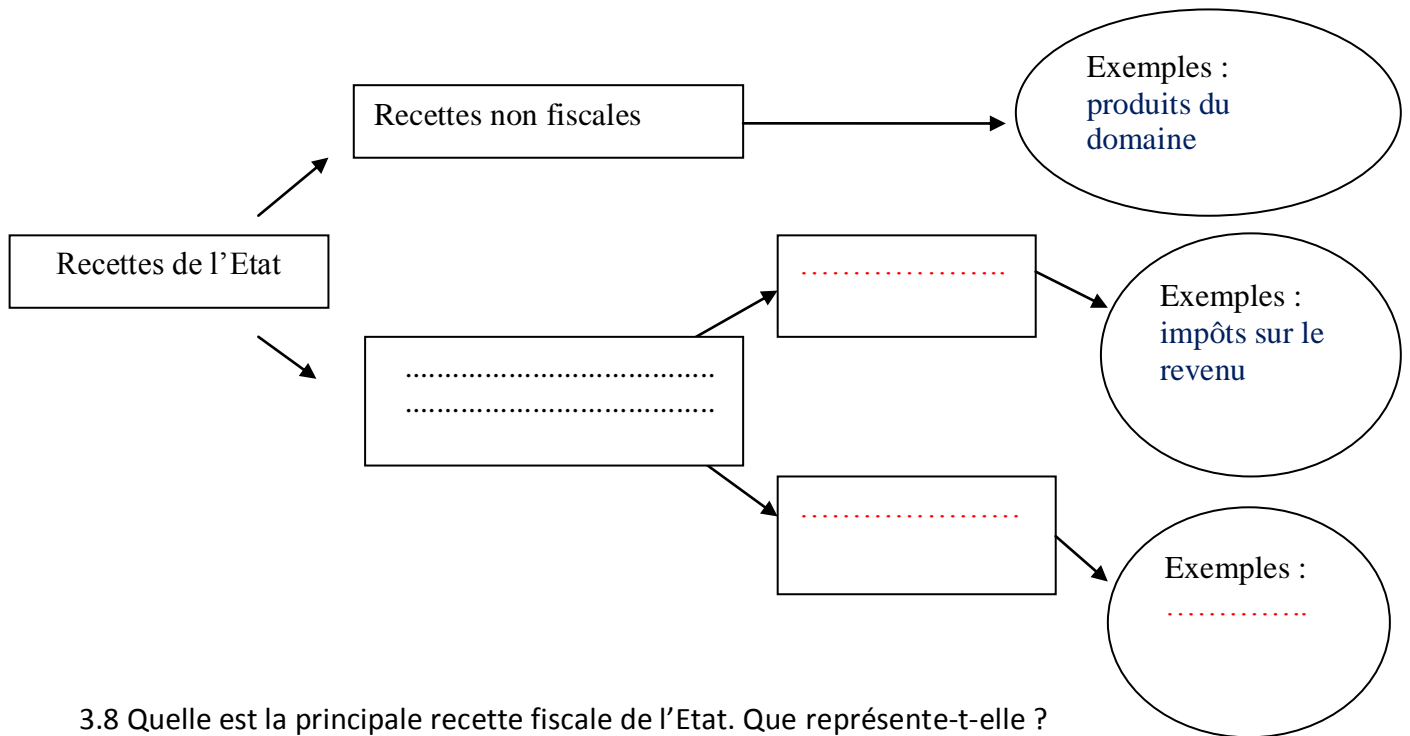 Exemples :
produits du
domaine
Recettes non fiscales
Recettes de l’Etat
…………………..
Exemples :
impôts sur le
revenu
………………………………..
………………………………..
…………………..
Exemples :
…………..
3.8 Quelle est la principale recette fiscale de l’Etat. Que représente-t-elle ?